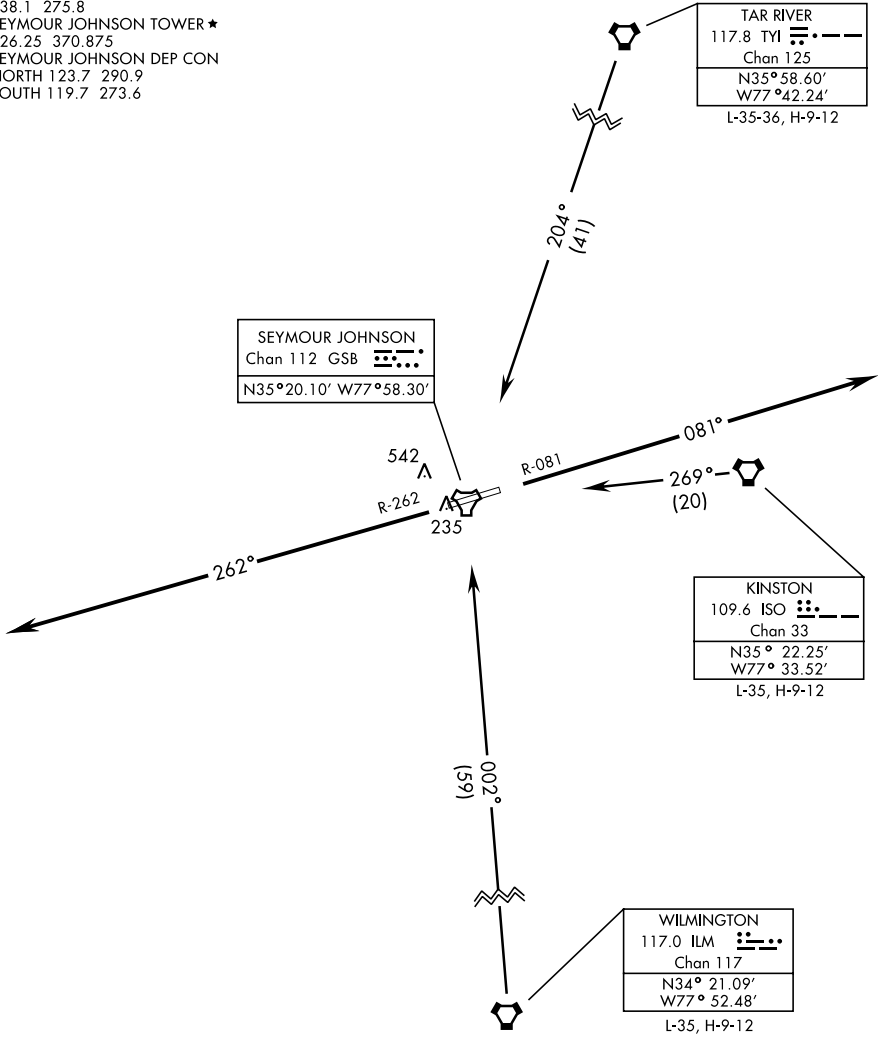 38.1 275.8
EYMOUR JOHNSON TOWER ★
26.25 370.875
EYMOUR JOHNSON DEP CON
ORTH 123.7 290.9
OUTH 119.7 273.6
TAR RIVER
117.8 TYI
Chan 125
N35° 58.60'
W77° 42.24'
L-35-36, H-9-12
204°
(41)
SEYMOUR JOHNSON
Chan 112 GSB
N35° 20.10' W77° 58.30'
542
235
R-081
081°
R-262
262°
269°
(20)
KINSTON
109.6 ISO
Chan 33
N35° 22.25'
W77° 33.52'
L-35, H-9-12
002°
(59)
WILMINGTON
117.0 ILM
Chan 117
N34° 21.09'
W77° 52.48'
L-35, H-9-12